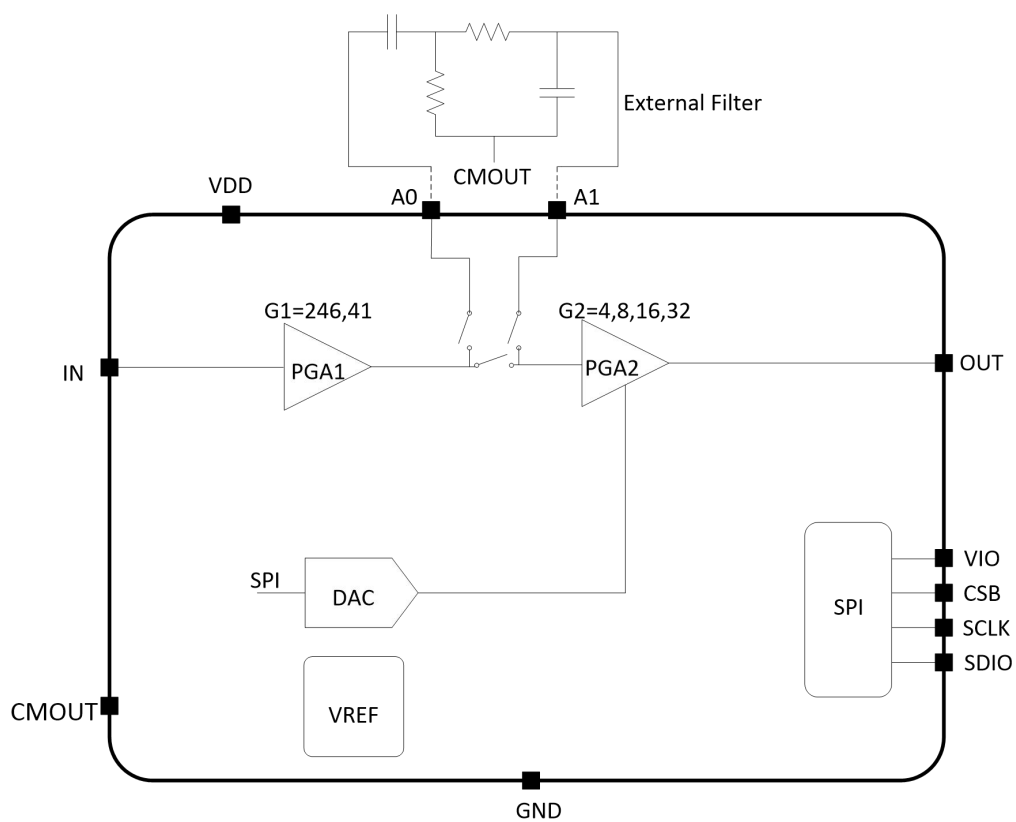 External Filter
CMOUT
VDD
A0
A1
G1=246,41
G2=4,8,16,32
IN
PGA1
PGA2
OUT
SPI
DAC
VIO
CSB
SPI
SCLK
SDIO
CMOUT
VREF
GND